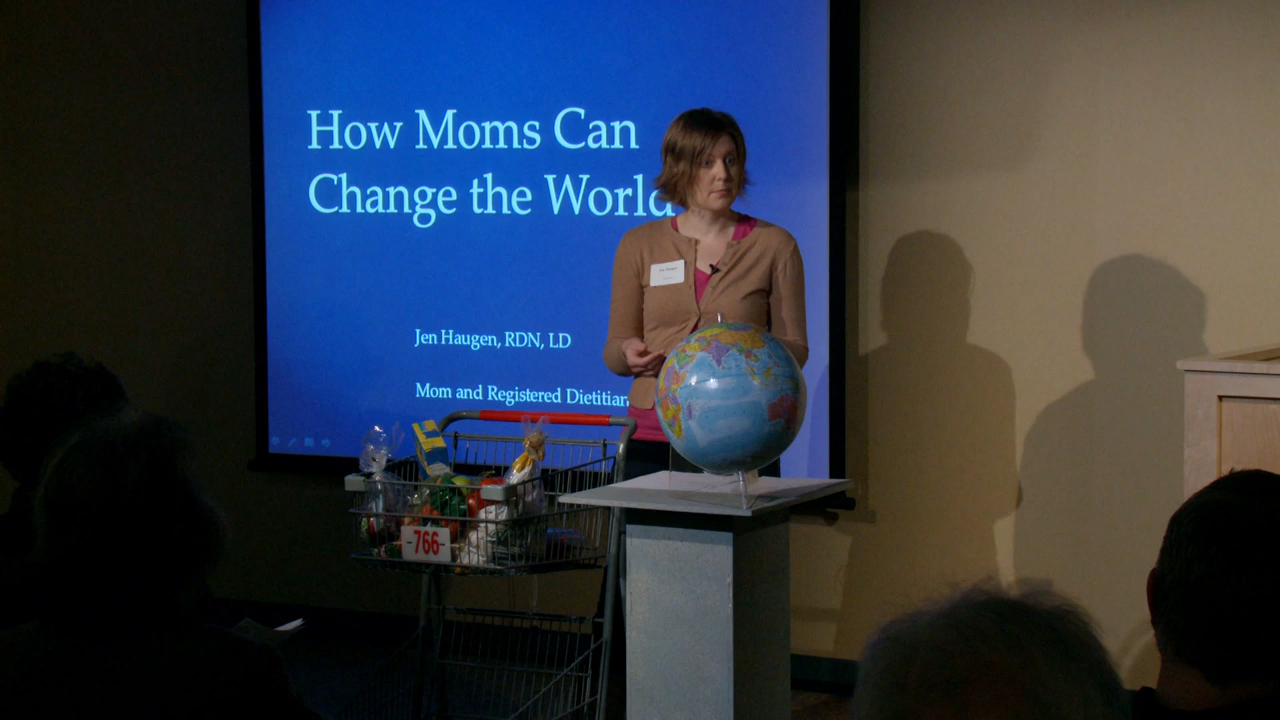 How Moms Can
Change the World
Jen Haugen, RDN, LD
Mom and Registered Dietitian
-766-